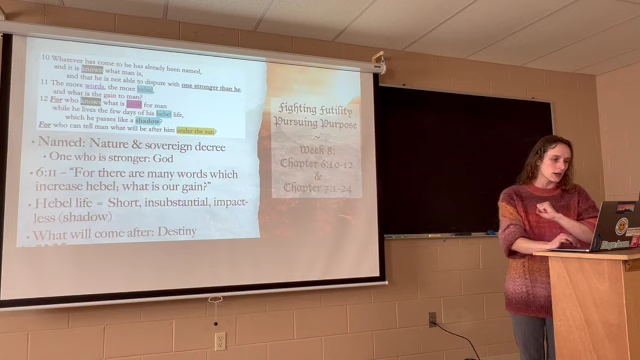 10 Whatever has come to be has already been named,
and it is known what man is,
and that he is not able to dispute with one stronger than he.
11 The more words, the more hebel,
and what is the gain to man?
12 For who knows what is good for man
while he lives the few days of his hebel life,
which he passes like a shadow?
For who can tell man what will be after him under the sun?
• Named: Nature & sovereign decree
• One who is stronger: God
• 6:11 – "For there are many words which
increase hebel; what is our gain?"
• Hebel life = Short, insubstantial, impact-
less (shadow)
• What will come after: Destiny
Fighting Futility
Pursuing Purpose
~
Week 8:
Chapter 6:10-12
&
Chapter 7:1-24